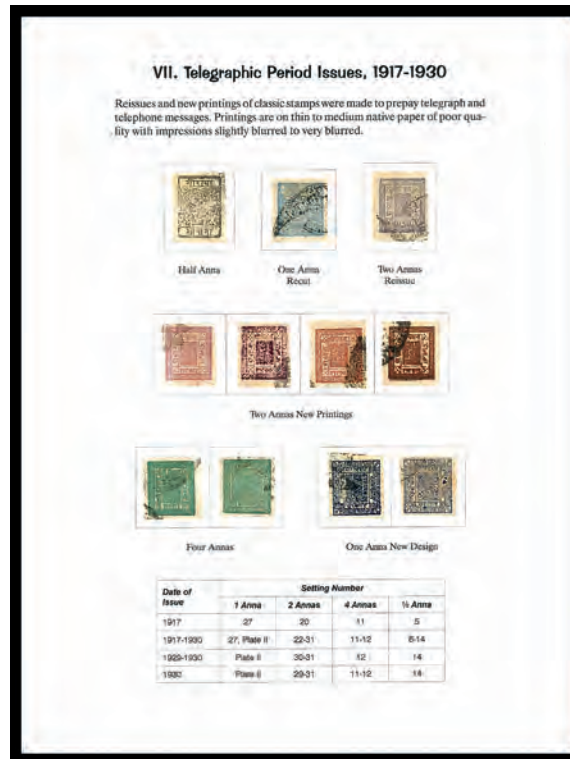 VII. Telegraphic Period Issues, 1917-1930
Reissues and new printings of classic stamps were made to prepay telegraph and
telephone messages. Printings are on thin to medium native paper of poor qua-
lity with impressions slightly blurred to very blurred.
Half Anna
One Anna
Recut
Two Annas
Reissue
Two Annas New Printings
Four Annas
One Anna New Design
Date of
Issue
Setting Number
1 Anna 2 Annas 4 Annas ½ Anna
1917 27 20 11 5
1917-1930 27, Plate II 22-31 11-12 6-14
1929-1930 Plate II 30-31 12 14
1930 Plate II 29-31 11-12 14